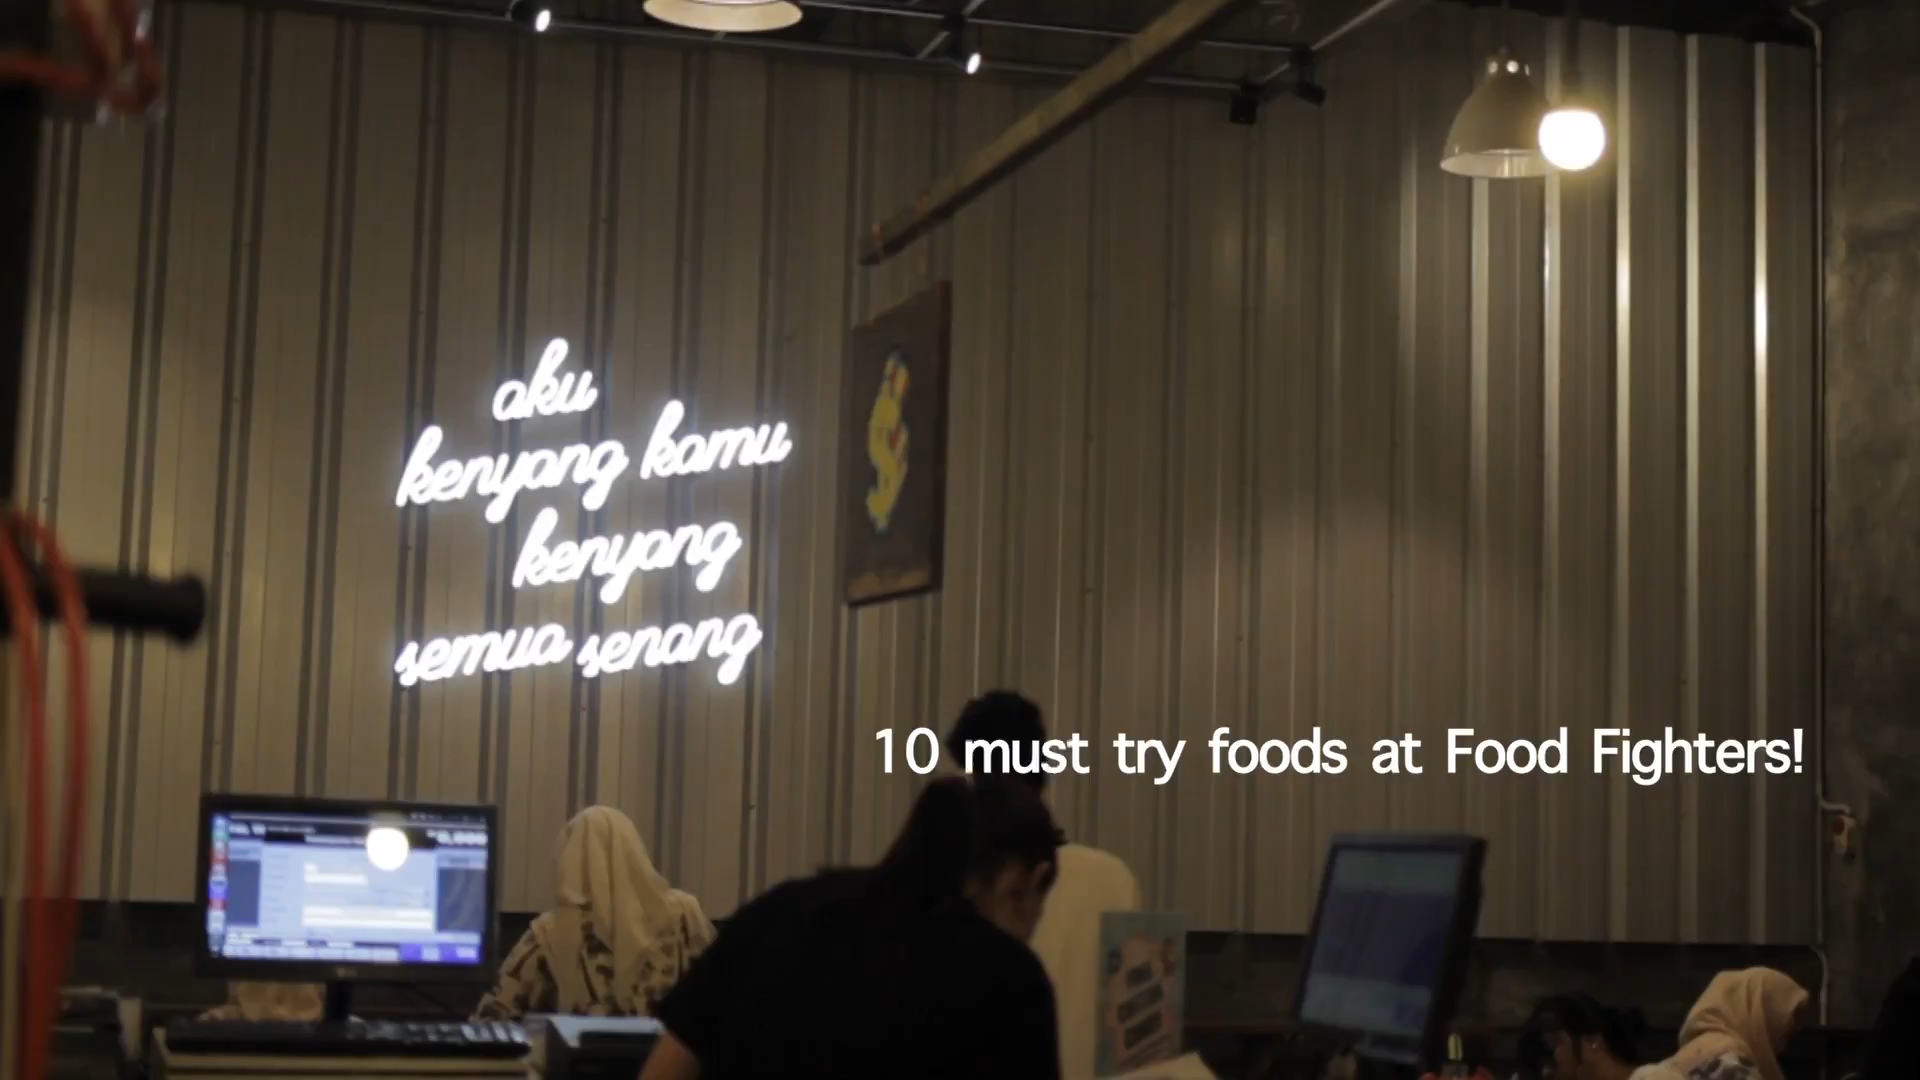 aku
kenyang kamu
kenyang
semua senang
10 must try foods at Food Fighters!